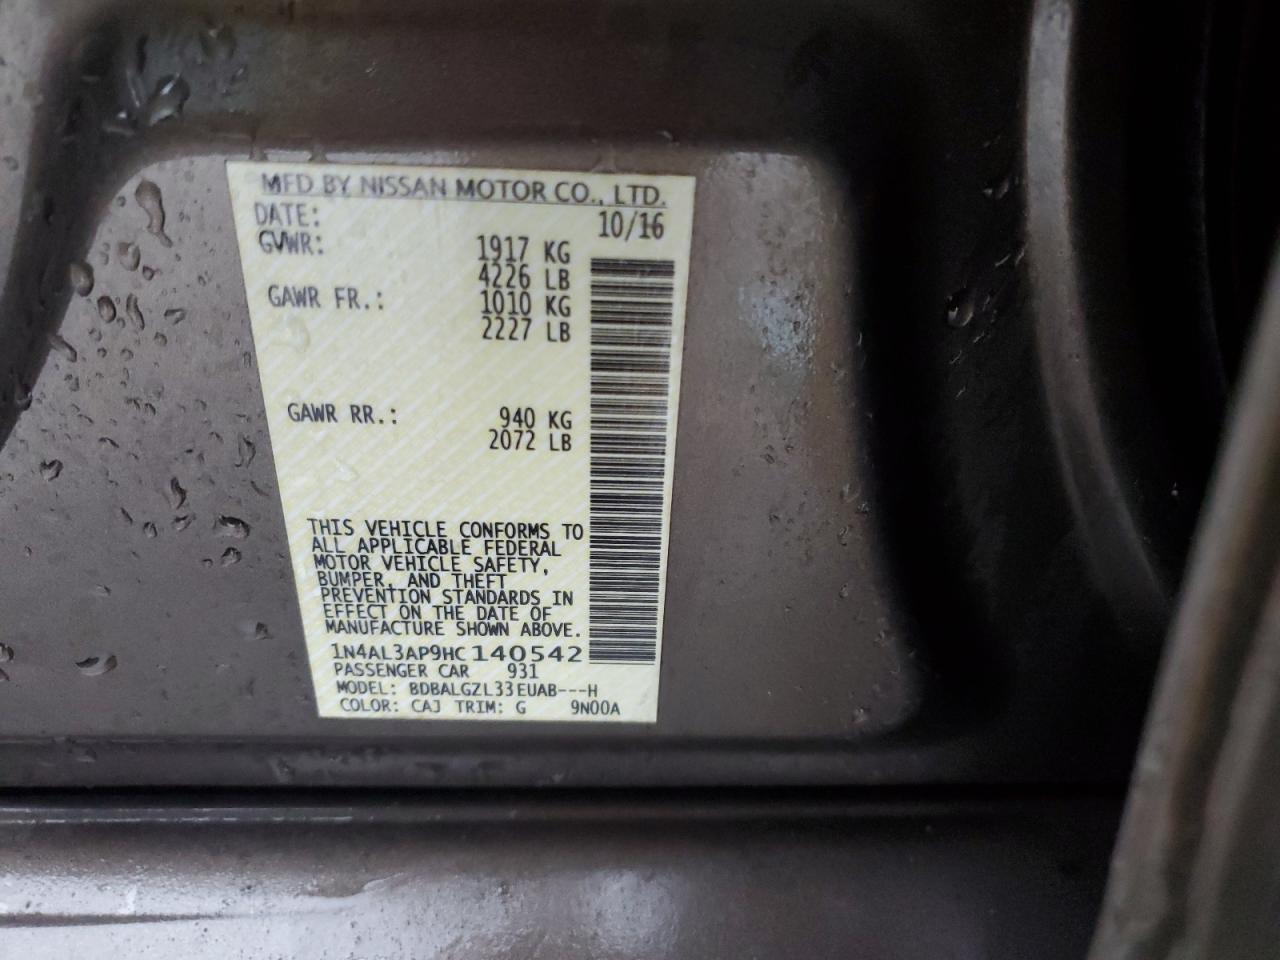 MFD BY NISSAN MOTOR CO., LTD.
DATE: 10/16
GVWR: 1917 KG
4226 LB
GAWR FR.: 1010 KG
2227 LB
GAWR RR.: 940 KG
2072 LB
THIS VEHICLE CONFORMS TO
ALL APPLICABLE FEDERAL
MOTOR VEHICLE SAFETY,
BUMPER, AND THEFT
PREVENTION STANDARDS IN
EFFECT ON THE DATE OF
MANUFACTURE SHOWN ABOVE.
1N4AL3AP9HC140542
PASSENGER CAR 931
MODEL: BDBALGZL33EUAB---H
COLOR: CAJ TRIM: G 9N00A